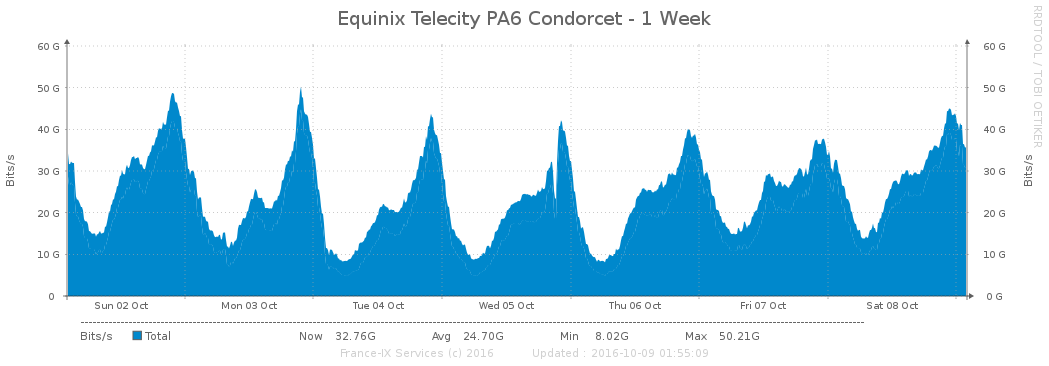 Equinix Telecity PA6 Condorcet - 1 Week
RRDTOOL / TOBI OETIKER
60 G 60 G
50 G 50 G
40 G 40 G
30 G 30 G
20 G 20 G
10 G 10 G
0 0 G
Bits/s
Bits/s
Sun 02 Oct Mon 03 Oct Tue 04 Oct Wed 05 Oct Thu 06 Oct Fri 07 Oct Sat 08 Oct
Bits/s Total Now 32.76G Avg 24.70G Min 8.02G Max 50.21G
France-IX Services (c) 2016 Updated : 2016-10-09 01:55:09